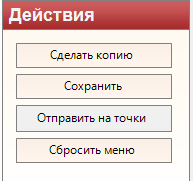 Действия
Сделать копию
Сохранить
Отправить на точки
Сбросить меню